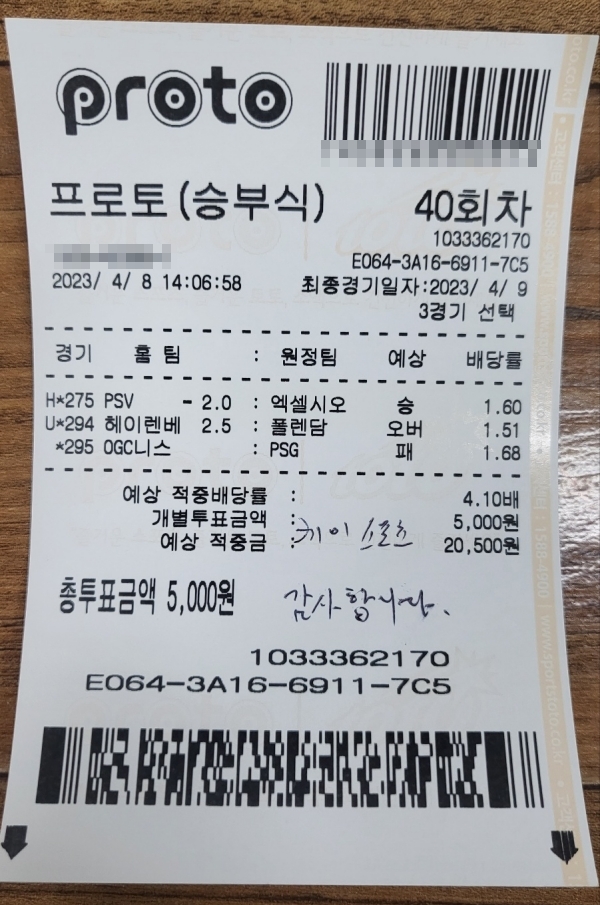 proto
프로토(승부식) 40회차
1033362170
E064-3A16-6911-7C5
2023/ 4/ 8 14:06:58 최종경기일자:2023/ 4/ 9
3경기 선택
경기 홈 팀 : 원정팀 예상 배당률
H*275 PSV - 2.0 : 엑셀시오 승 1.60
U*294 헤이렌베 2.5 : 폴렌담 오버 1.51
*295 OGC니스 : PSG 패 1.68
예상 적중배당률 : 4.10배
개별투표금액 : 5,000원
예상 적중금 : 케이 스포츠 20,500원
총투표금액 5,000원 감사합니다.
1033362170
E064-3A16-6911-7C5